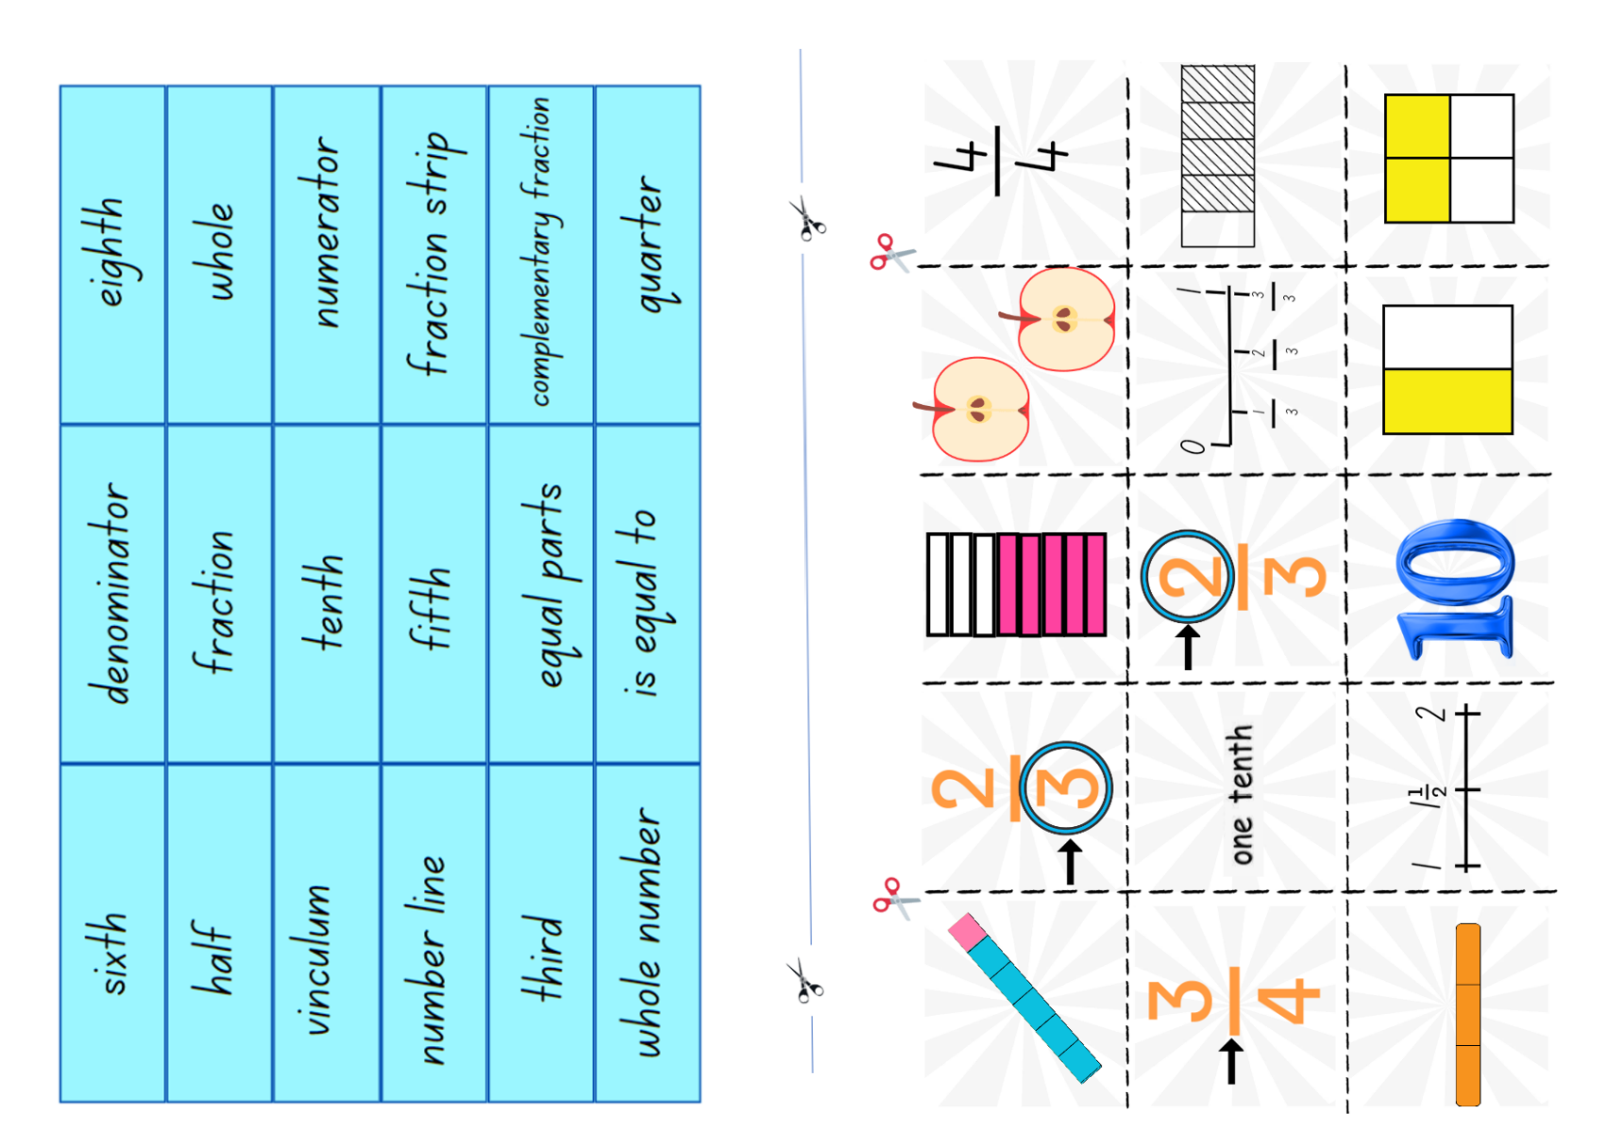 sixth
denominator
eighth
half
fraction
whole
vinculum
tenth
numerator
number line
fifth
fraction strip
third
equal parts
complementary fraction
whole number
is equal to
quarter
2
3
4
4
3
4
one tenth
2
3
0 1
1 2 3
3 3 3
1 1 1/2 2
10